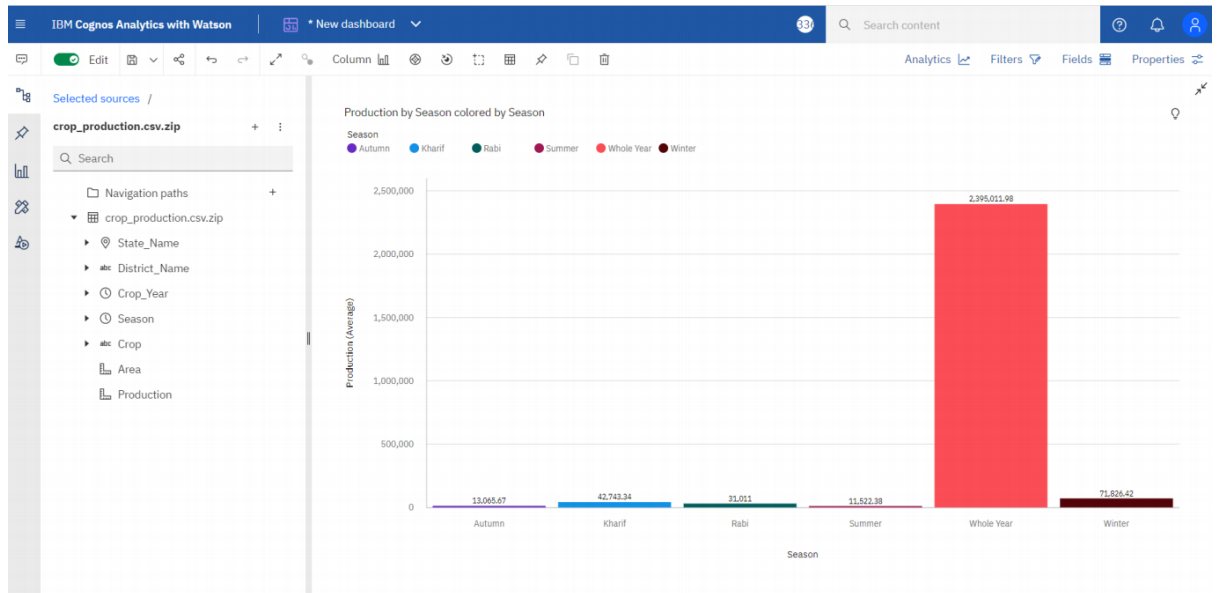 IBM Cognos Analytics with Watson
* New dashboard
Search content
Edit
Column
Analytics
Filters
Fields
Properties
Selected sources /
crop_production.csv.zip
Search
Navigation paths
crop_production.csv.zip
State_Name
abc District_Name
Crop_Year
Season
abc Crop
Area
Production
Production by Season colored by Season
Season
Autumn Kharif Rabi Summer Whole Year Winter
Production (Average)
2,500,000
2,000,000
1,500,000
1,000,000
500,000
0
13,065.67
42,743.34
31,011
11,522.38
2,395,011.98
71,826.42
Autumn Kharif Rabi Summer Whole Year Winter
Season